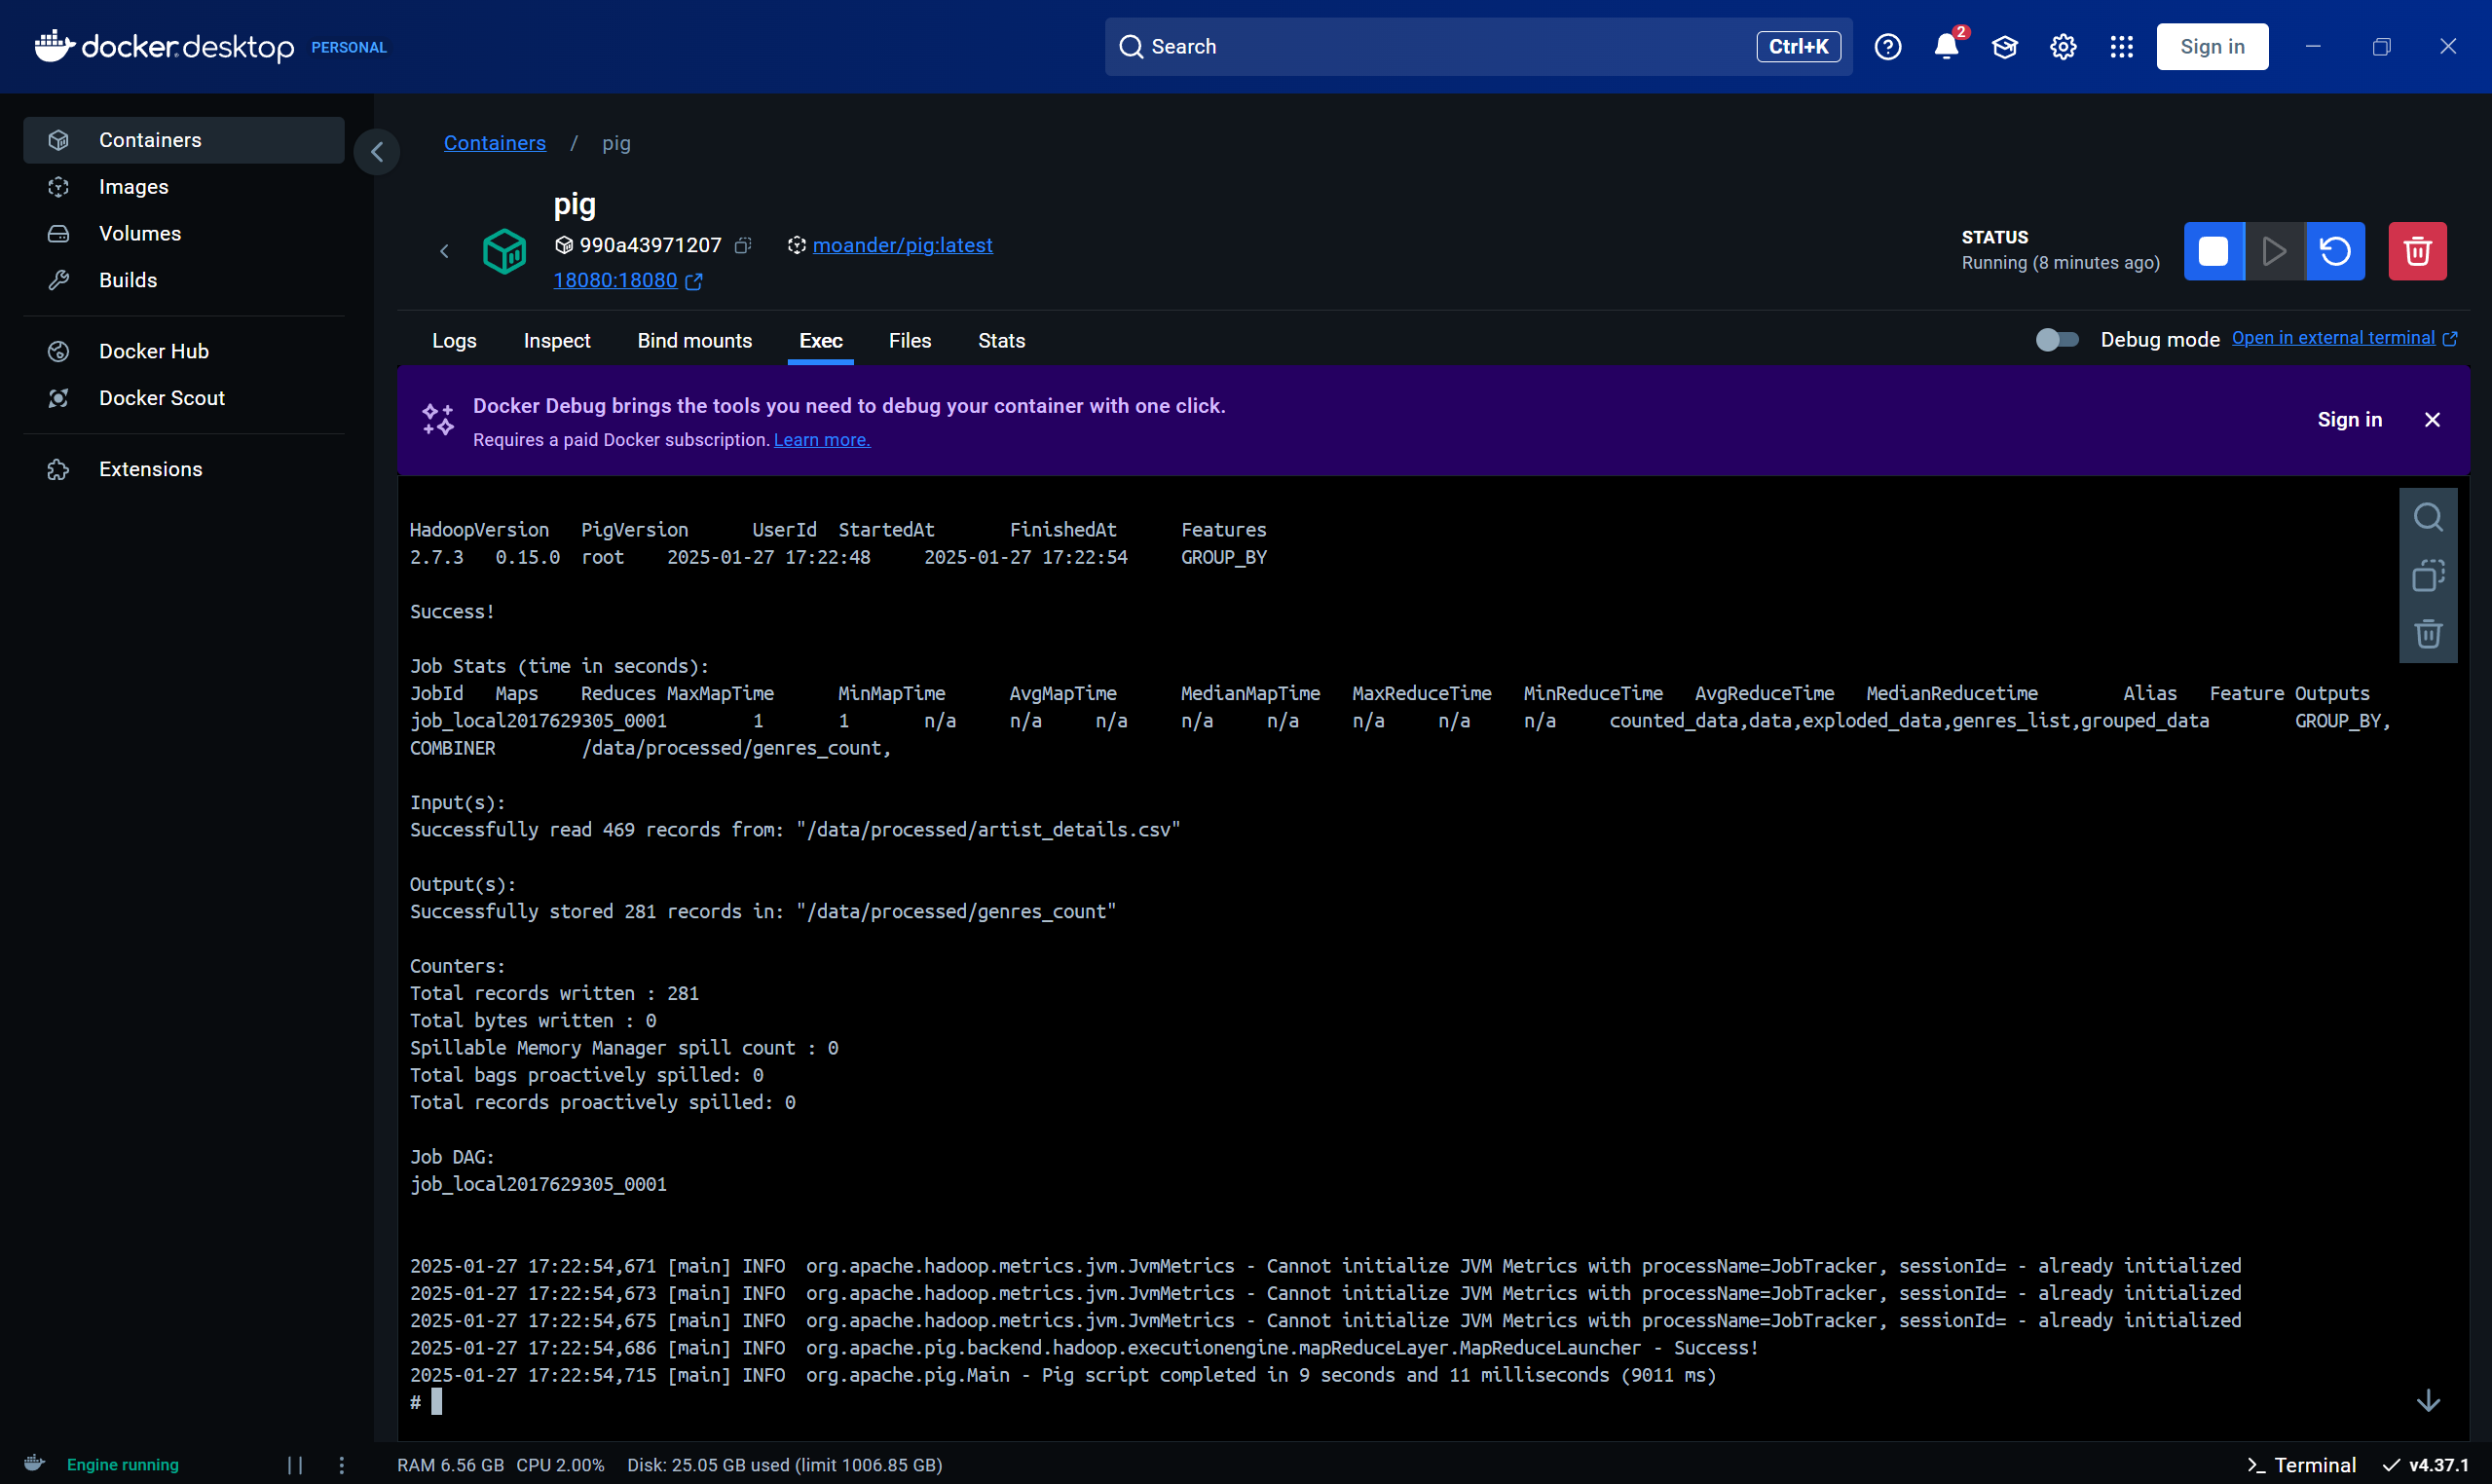 docker.desktop PERSONAL
Search Ctrl+K
2
Sign in
Containers
Images
Volumes
Builds
Docker Hub
Docker Scout
Extensions
Containers / pig
pig
990a43971207 moander/pig:latest
18080:18080
STATUS
Running (8 minutes ago)
Logs Inspect Bind mounts Exec Files Stats
Debug mode Open in external terminal
Docker Debug brings the tools you need to debug your container with one click.
Requires a paid Docker subscription. Learn more.
Sign in
HadoopVersion PigVersion UserId StartedAt FinishedAt Features
2.7.3 0.15.0 root 2025-01-27 17:22:48 2025-01-27 17:22:54 GROUP_BY
Success!
Job Stats (time in seconds):
JobId Maps Reduces MaxMapTime MinMapTime AvgMapTime MedianMapTime MaxReduceTime MinReduceTime AvgReduceTime MedianReducetime Alias Feature Outputs
job_local2017629305_0001 1 1 n/a n/a n/a n/a n/a n/a n/a n/a counted_data,data,exploded_data,genres_list,grouped_data GROUP_BY,
COMBINER /data/processed/genres_count,
Input(s):
Successfully read 469 records from: "/data/processed/artist_details.csv"
Output(s):
Successfully stored 281 records in: "/data/processed/genres_count"
Counters:
Total records written : 281
Total bytes written : 0
Spillable Memory Manager spill count : 0
Total bags proactively spilled: 0
Total records proactively spilled: 0
Job DAG:
job_local2017629305_0001
2025-01-27 17:22:54,671 [main] INFO org.apache.hadoop.metrics.jvm.JvmMetrics - Cannot initialize JVM Metrics with processName=JobTracker, sessionId= - already initialized
2025-01-27 17:22:54,673 [main] INFO org.apache.hadoop.metrics.jvm.JvmMetrics - Cannot initialize JVM Metrics with processName=JobTracker, sessionId= - already initialized
2025-01-27 17:22:54,675 [main] INFO org.apache.hadoop.metrics.jvm.JvmMetrics - Cannot initialize JVM Metrics with processName=JobTracker, sessionId= - already initialized
2025-01-27 17:22:54,686 [main] INFO org.apache.pig.backend.hadoop.executionengine.mapReduceLayer.MapReduceLauncher - Success!
2025-01-27 17:22:54,715 [main] INFO org.apache.pig.Main - Pig script completed in 9 seconds and 11 milliseconds (9011 ms)
#
Engine running RAM 6.56 GB CPU 2.00% Disk: 25.05 GB used (limit 1006.85 GB) >_ Terminal v4.37.1